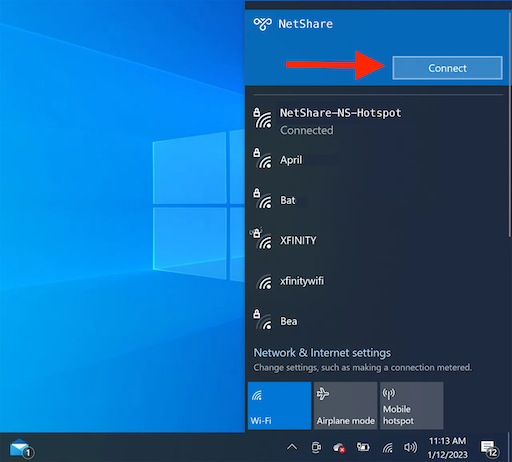 NetShare
Connect
NetShare-NS-Hotspot
Connected
April
Bat
XFINITY
xfinitywifi
Bea
Network & Internet settings
Change settings, such as making a connection metered.
Wi-Fi
Airplane mode
Mobile
hotspot
11:13 AM
1
1/12/2023
12